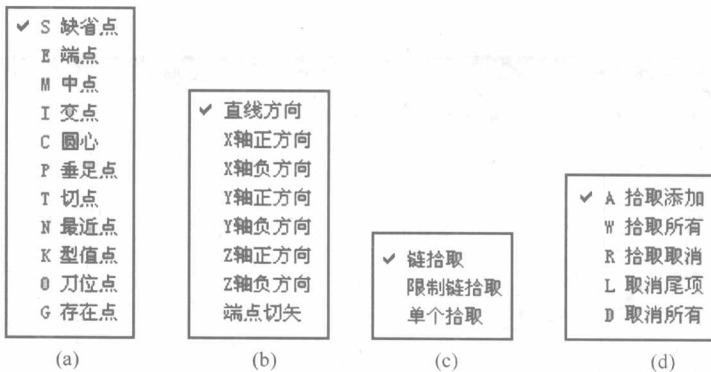 ✓ S 缺省点
E 端点
M 中点
I 变点
C 圆心
P 垂足点
T 切点
N 最近点
K 型值点
O 刀位点
G 存在点
(a)
✓ 直线方向
X轴正方向
X轴负方向
Y轴正方向
Y轴负方向
Z轴正方向
Z轴负方向
端点切矢
(b)
✓ 链拾取
限制链拾取
单个拾取
(c)
✓ A 拾取添加
W 拾取所有
R 拾取取消
L 取消尾项
D 取消所有
(d)